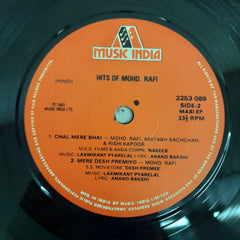 MUSIC INDIA
HITS OF MOHD. RAFI
(HINDI)
2253 089
SIDE-2
MAXI EP
33⅓ RPM
℗ 1982
MUSIC INDIA LTD.
1. CHAL MERE BHAI - MOHD. RAFI, AMITABH BACHCHAN
& RISHI KAPOOR
M.K.D. FILMS & AASIA CORPN. 'NASEEB'
MUSIC: LAXMIKANT PYARELAL LYRIC: ANAND BAKSHI
2. MERE DESH PREMIYO - MOHD. RAFI
S.S. MOVIETONE 'DESH PREMEE'
MUSIC: LAXMIKANT PYARELAL LYRIC: ANAND BAKSHI
MADE IN INDIA BY MUSIC INDIA LIMITED